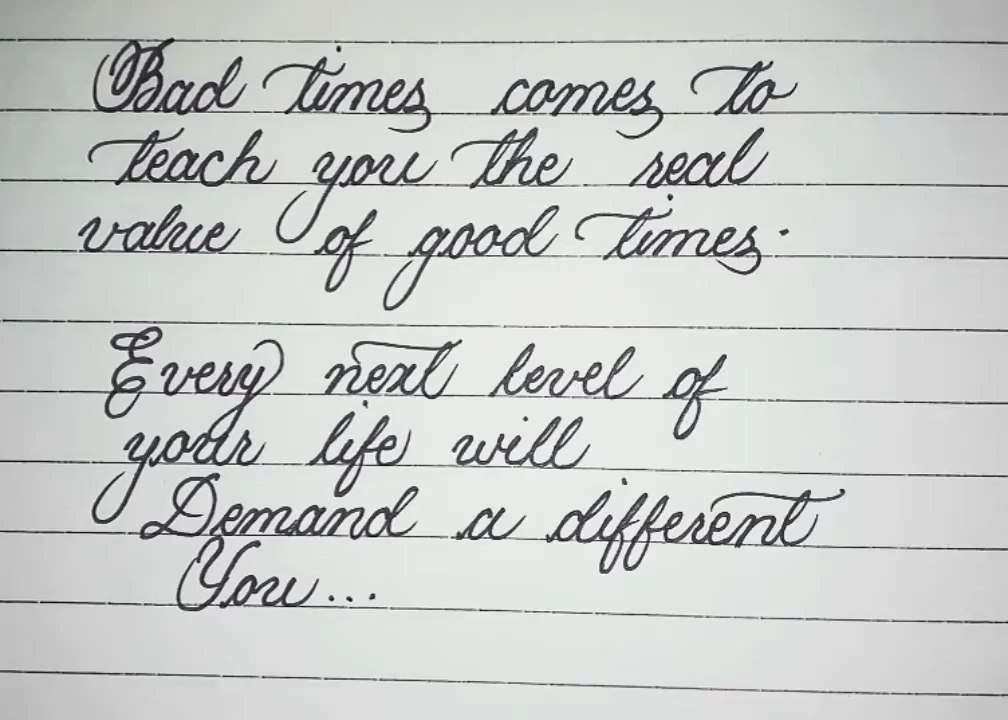 Bad times comes to
teach you the real
value of good times.
Every next level of
your life will
Demand a different
You...